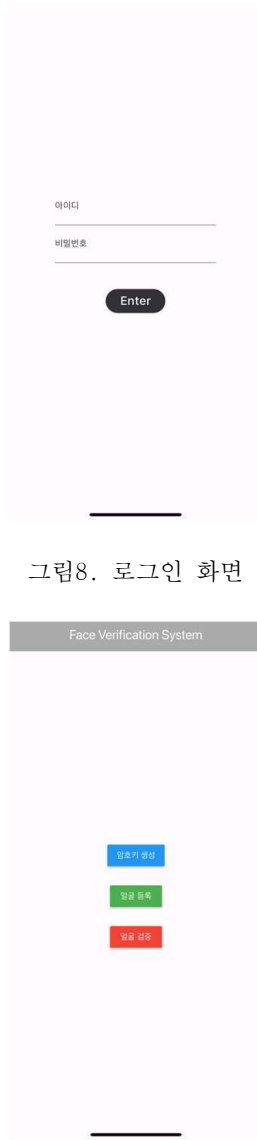 아이디
비밀번호
Enter
그림8. 로그인 화면
Face Verification System
암호키 생성
얼굴 등록
얼굴 검증